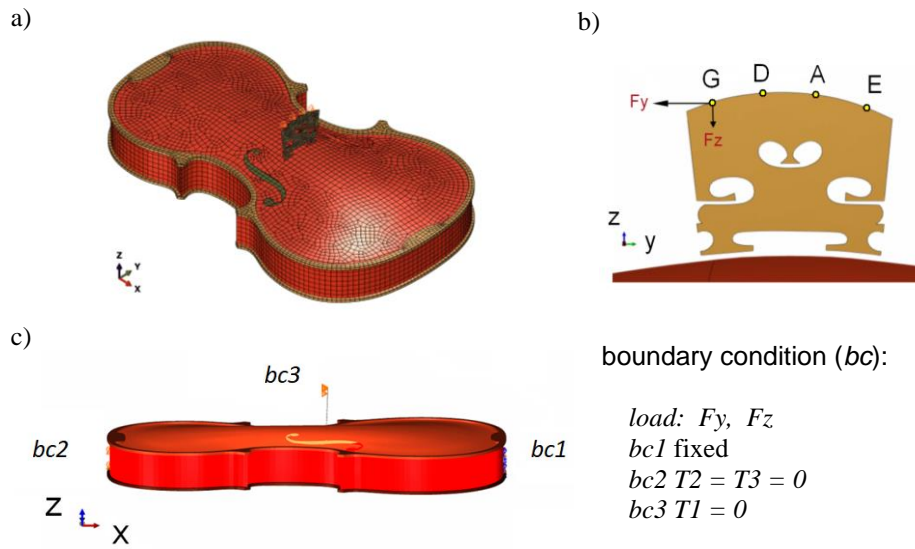 a)
z
Y
X
b)
G
D
A
E
Fy
Fz
z
y
c)
bc3
bc2
bc1
Z
X
boundary condition (bc):
load: Fy, Fz
bc1 fixed
bc2 T2 = T3 = 0
bc3 T1 = 0